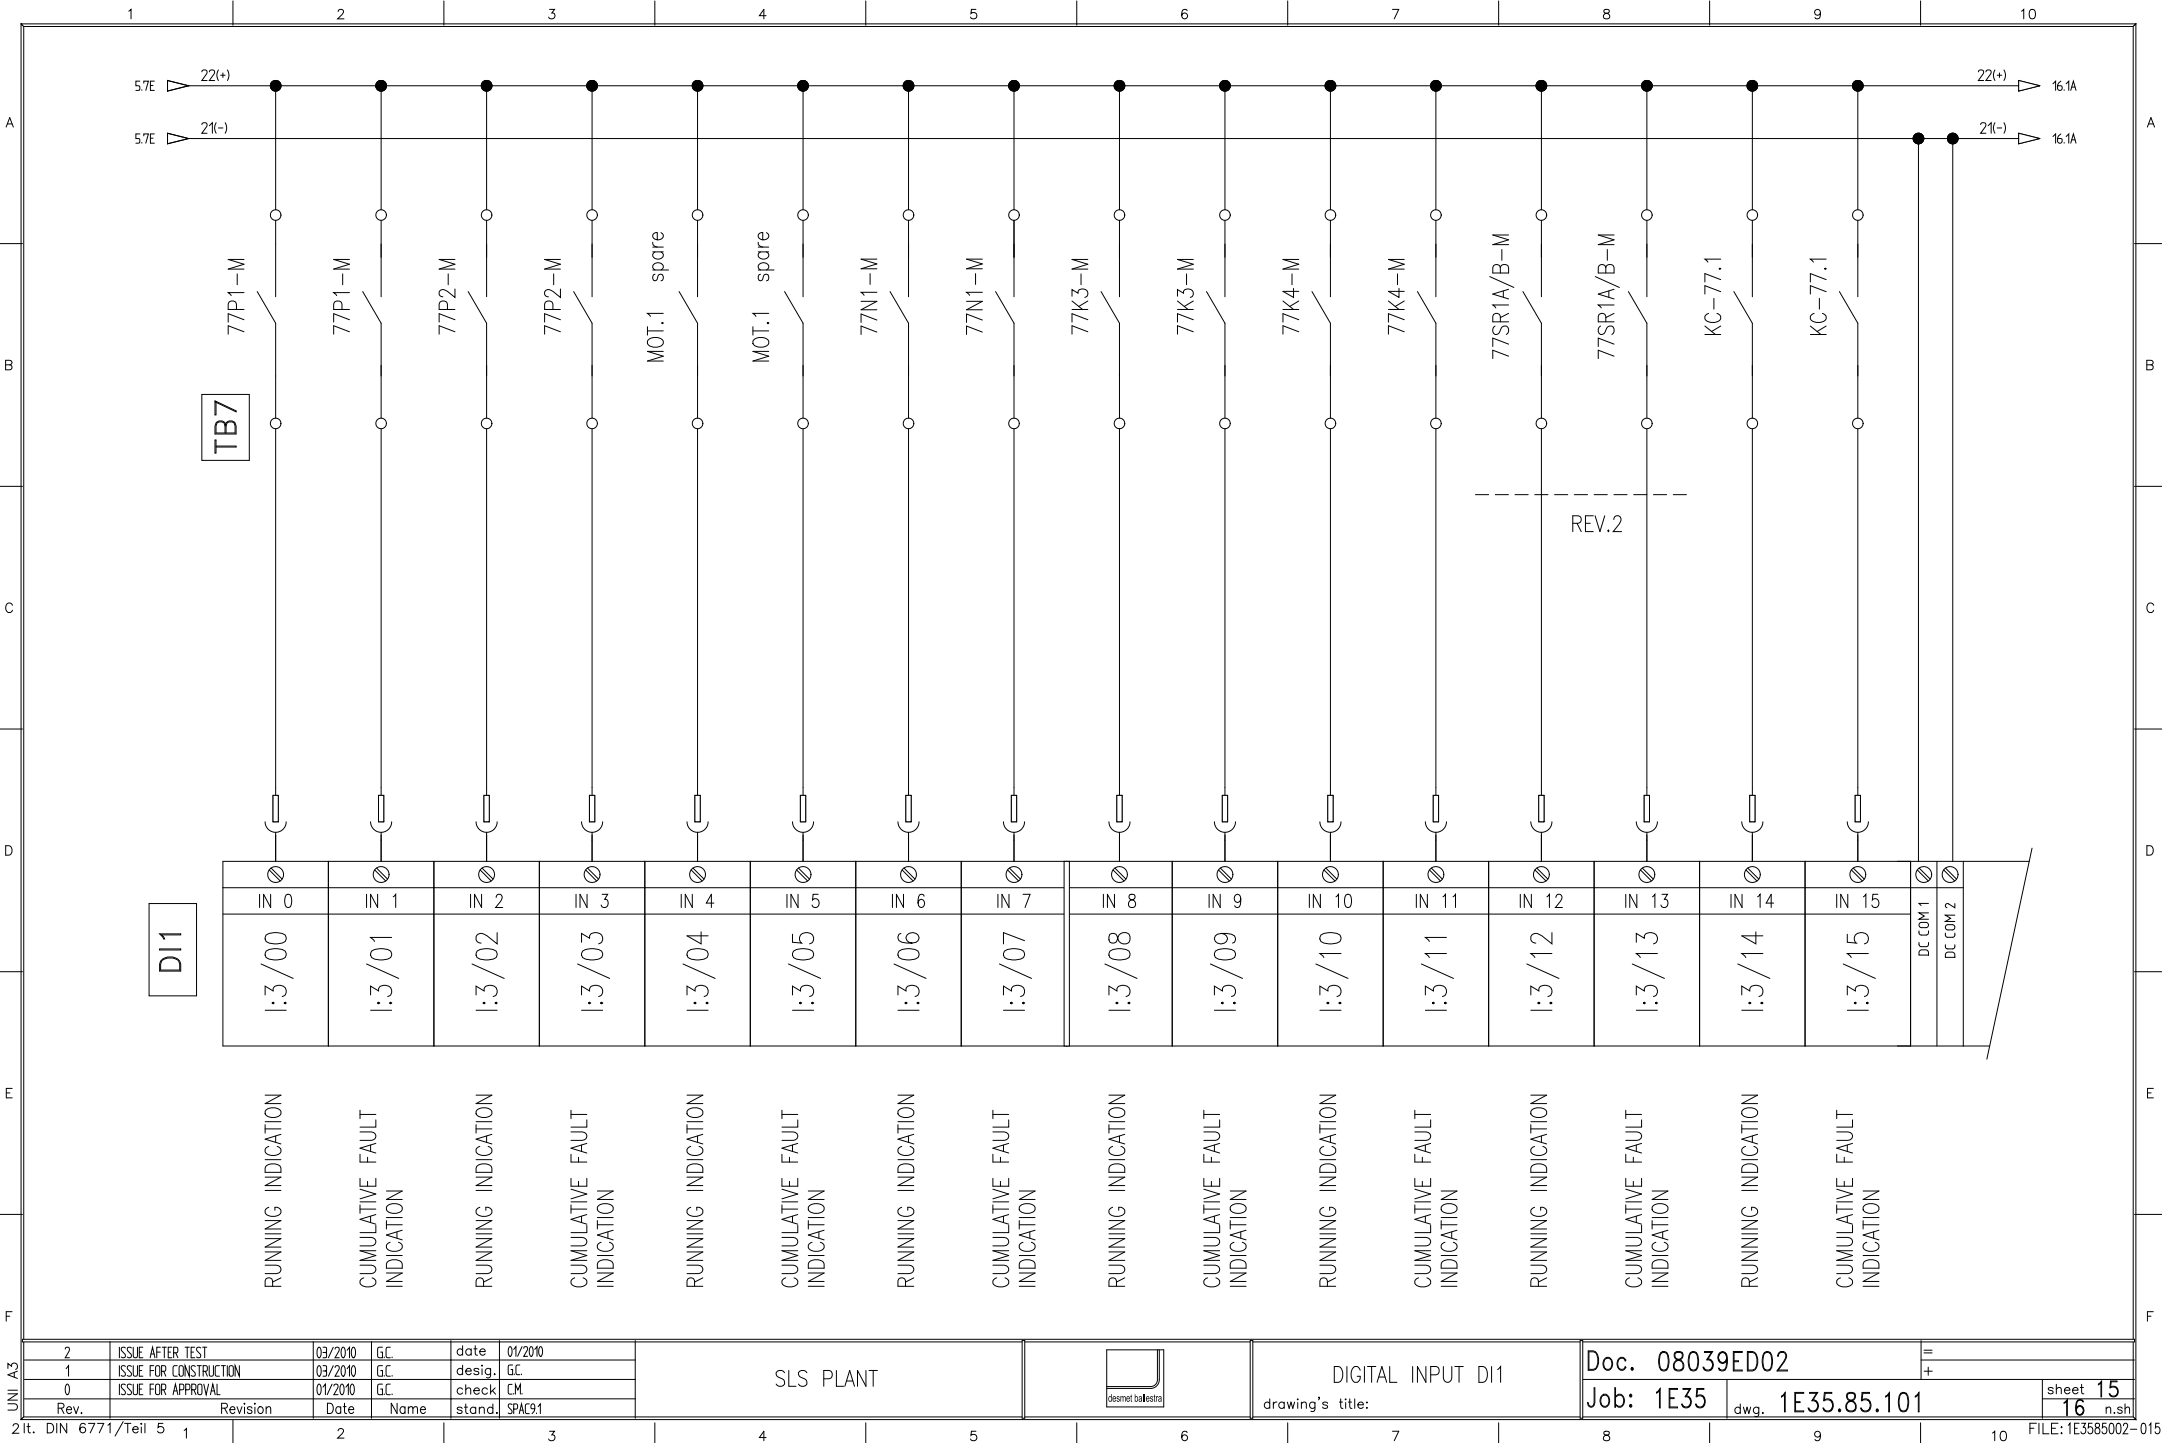 1 2 3 4 5 6 7 8 9 10
5.7E 22(+) 22(+) 16.1A
A A
5.7E 21(-) 21(-) 16.1A
77P1-M
77P1-M
77P2-M
77P2-M
MOT.1 spare
MOT.1 spare
77N1-M
77N1-M
77K3-M
77K3-M
77K4-M
77K4-M
77SR1A/B-M
77SR1A/B-M
KC-77.1
KC-77.1
B B
TB7
REV.2
C C
D D
IN 0 IN 1 IN 2 IN 3 IN 4 IN 5 IN 6 IN 7 IN 8 IN 9 IN 10 IN 11 IN 12 IN 13 IN 14 IN 15
DC COM 1
DC COM 2
DI1
I:3/00
I:3/01
I:3/02
I:3/03
I:3/04
I:3/05
I:3/06
I:3/07
I:3/08
I:3/09
I:3/10
I:3/11
I:3/12
I:3/13
I:3/14
I:3/15
E E
RUNNING INDICATION
CUMULATIVE FAULT
INDICATION
RUNNING INDICATION
CUMULATIVE FAULT
INDICATION
RUNNING INDICATION
CUMULATIVE FAULT
INDICATION
RUNNING INDICATION
CUMULATIVE FAULT
INDICATION
RUNNING INDICATION
CUMULATIVE FAULT
INDICATION
RUNNING INDICATION
CUMULATIVE FAULT
INDICATION
RUNNING INDICATION
CUMULATIVE FAULT
INDICATION
RUNNING INDICATION
CUMULATIVE FAULT
INDICATION
F F
UNI A3
2 ISSUE AFTER TEST 03/2010 G.C. date 01/2010
1 ISSUE FOR CONSTRUCTION 03/2010 G.C. desig. G.C.
0 ISSUE FOR APPROVAL 01/2010 G.C. check C.M.
Rev. Revision Date Name stand. SPAC9.1
SLS PLANT
desmet ballestra
DIGITAL INPUT DI1
drawing's title:
Doc. 08039ED02
=
+
Job: 1E35 dwg. 1E35.85.101
sheet 15
16 n.sh
2lt. DIN 6771/Teil 5
FILE:1E3585002-015
1 2 3 4 5 6 7 8 9 10